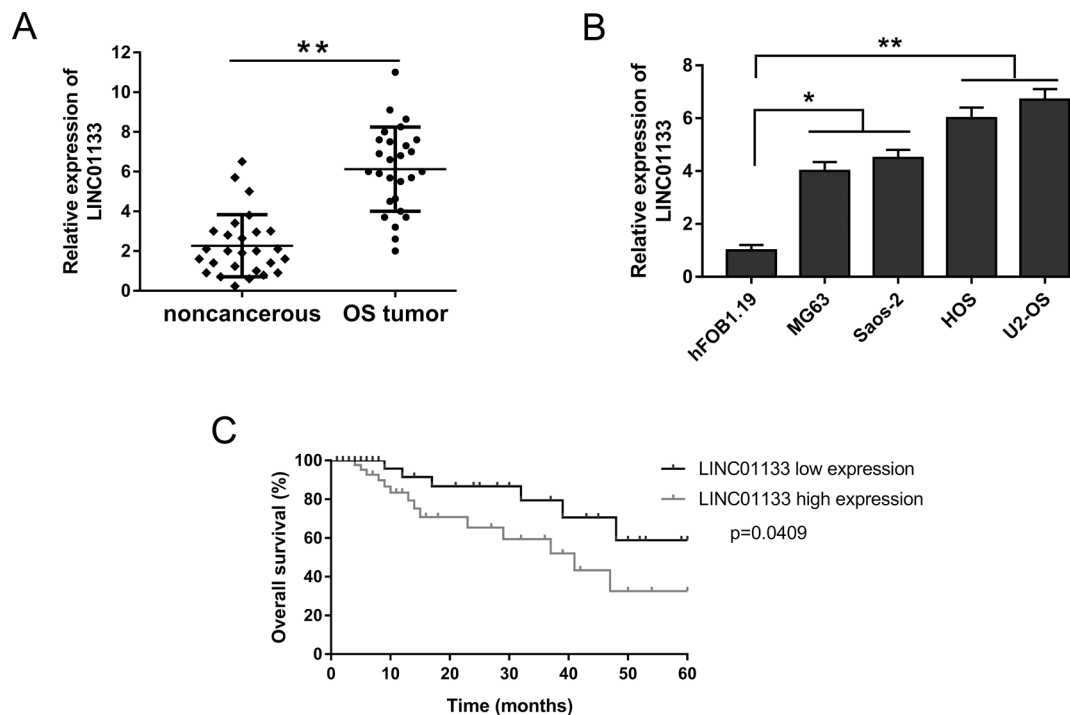 A
Relative expression of
LINC01133
12
10
8
6
4
2
0
**
noncancerous
OS tumor
B
Relative expression of
LINC01133
8
6
4
2
0
*
**
hFOB1.19
MG63
Saos-2
HOS
U2-OS
C
Overall survival (%)
100
80
60
40
20
0
0 10 20 30 40 50 60
Time (months)
LINC01133 low expression
LINC01133 high expression
p=0.0409